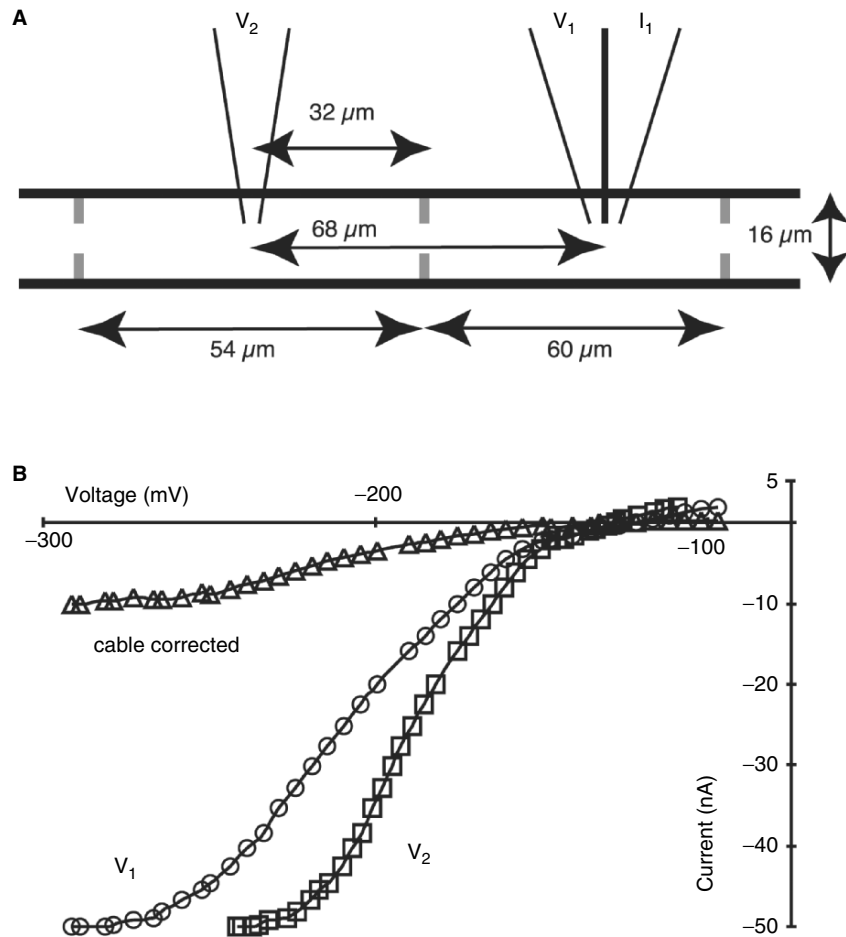 A
V₂
V₁
I₁
32 µm
68 µm
16 µm
54 µm
60 µm
B
Voltage (mV)
–200
5
–300
–100
–10
cable corrected
–20
–30
Current (nA)
–40
V₁
V₂
–50